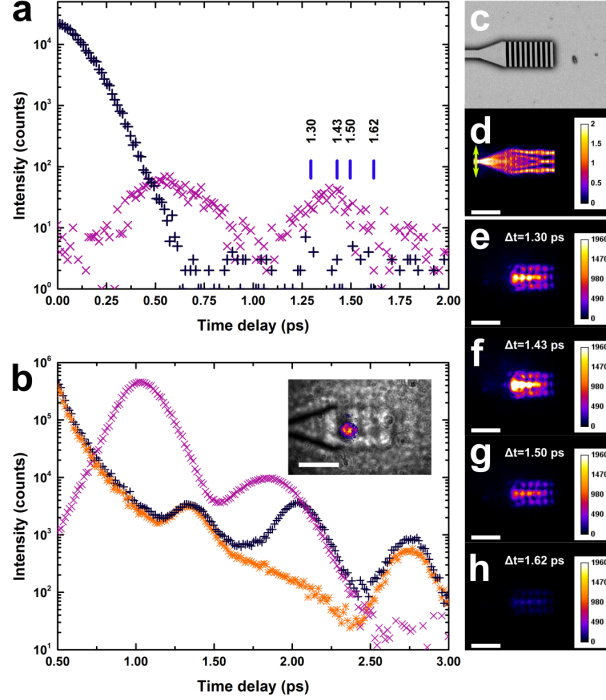 a
Intensity (counts)
10⁴
10³
10²
10¹
10⁰
1.30
1.43
1.50
1.62
0.00 0.25 0.50 0.75 1.00 1.25 1.50 1.75 2.00
Time delay (ps)
b
Intensity (counts)
10⁶
10⁵
10⁴
10³
10²
10¹
0.50 1.00 1.50 2.00 2.50 3.00
Time delay (ps)
c
d
2
1.5
1
0.5
0
e
Δt=1.30 ps
1960
1470
980
490
0
f
Δt=1.43 ps
1960
1470
980
490
0
g
Δt=1.50 ps
1960
1470
980
490
0
h
Δt=1.62 ps
1960
1470
980
490
0